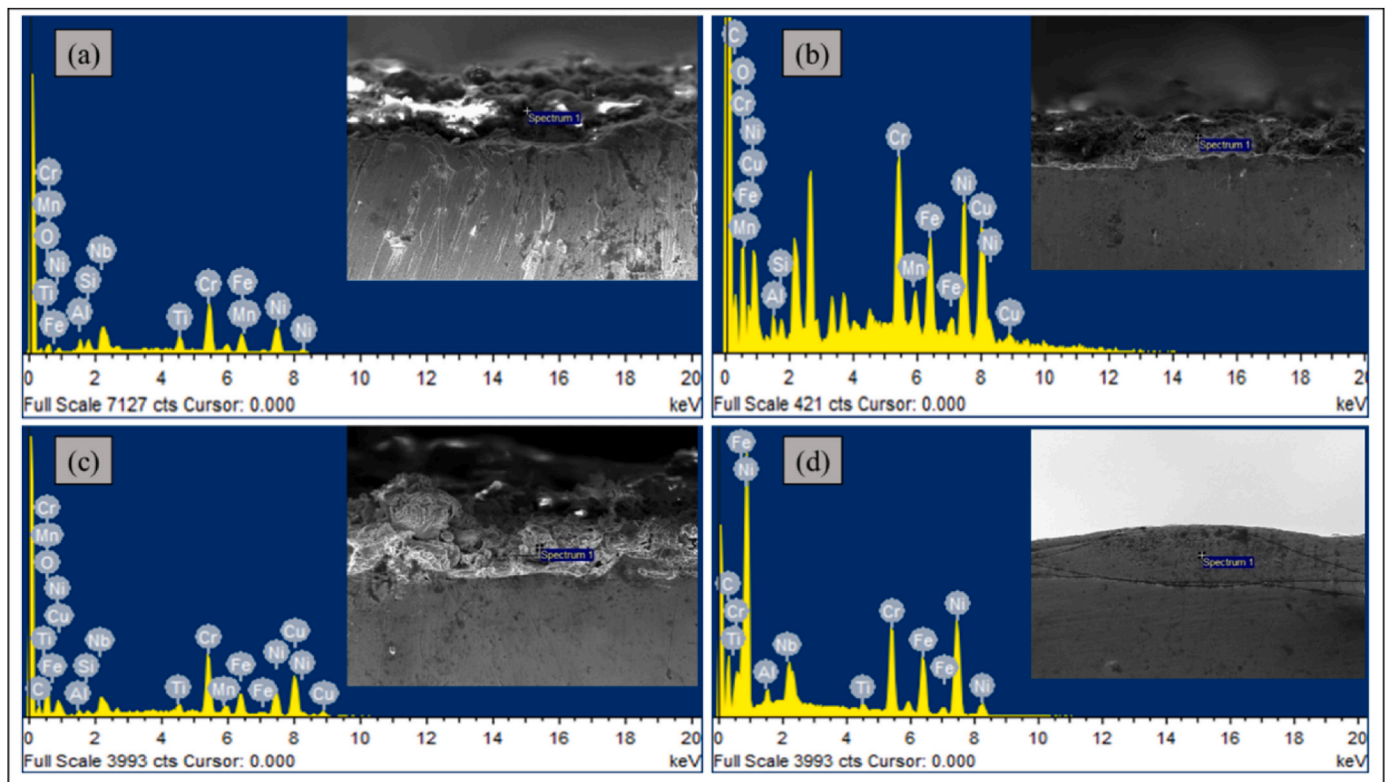 (a)
Spectrum 1
Cr
Mn
O
Ni
Ti
Fe
Al
Si
Nb
Ti
Cr
Fe
Mn
Ni
Ni
0 2 4 6 8 10 12 14 16 18 20
Full Scale 7127 cts Cursor: 0.000 keV
(b)
Spectrum 1
C
O
Cr
Ni
Cu
Fe
Mn
Al
Si
Cr
Mn
Fe
Fe
Ni
Cu
Ni
Cu
0 2 4 6 8 10 12 14 16 18 20
Full Scale 421 cts Cursor: 0.000 keV
(c)
Spectrum 1
Cr
Mn
O
Ni
Cu
Ti
Fe
C
Al
Si
Nb
Ti
Cr
Mn
Fe
Fe
Ni
Cu
Ni
Cu
0 2 4 6 8 10 12 14 16 18 20
Full Scale 3993 cts Cursor: 0.000 keV
(d)
Spectrum 1
Fe
Ni
C
Cr
Ti
Al
Nb
Ti
Cr
Fe
Fe
Ni
Ni
0 2 4 6 8 10 12 14 16 18 20
Full Scale 3993 cts Cursor: 0.000 keV